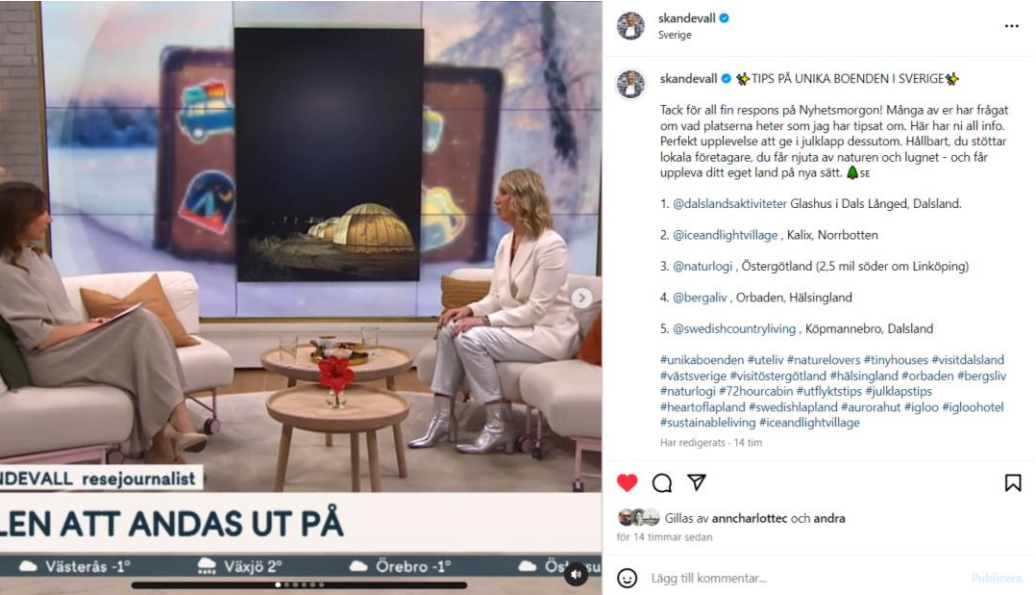 NDEVALL resejournalist
LEN ATT ANDAS UT PÅ
Västerås -1°
Växjö 2°
Örebro -1°
skandevall
Sverige
skandevall ✨TIPS PÅ UNIKA BOENDEN I SVERIGE✨
Tack för all fin respons på Nyhetsmorgon! Många av er har frågat
om vad platserna heter som jag har tipsat om. Här har ni all info.
Perfekt upplevelse att ge i julklapp dessutom. Hållbart, du stöttar
lokala företagare, du får njuta av naturen och lugnet - och får
uppleva ditt eget land på nya sätt. 🌲SE
1. @dalslandsaktiviteter Glashus i Dals Långed, Dalsland.
2. @iceandlightvillage , Kalix, Norrbotten
3. @naturlogi , Östergötland (2,5 mil söder om Linköping)
4. @bergaliv , Orbaden, Hälsingland
5. @swedishcountryliving , Köpmannebro, Dalsland
#unikaboenden #uteliv #naturelovers #tinyhouses #visitdalsland
#västsverige #visitöstergötland #hälsingland #orbaden #bergsliv
#naturlogi #72hourcabin #utflyktstips #julklapstips
#heartoflapland #swedishlapland #aurorahut #igloo #igloohotel
#sustainableliving #iceandlightvillage
Har redigerats · 14 tim
Gillas av anncharlottec och andra
för 14 timmar sedan
Lägg till kommentar...
Publicera